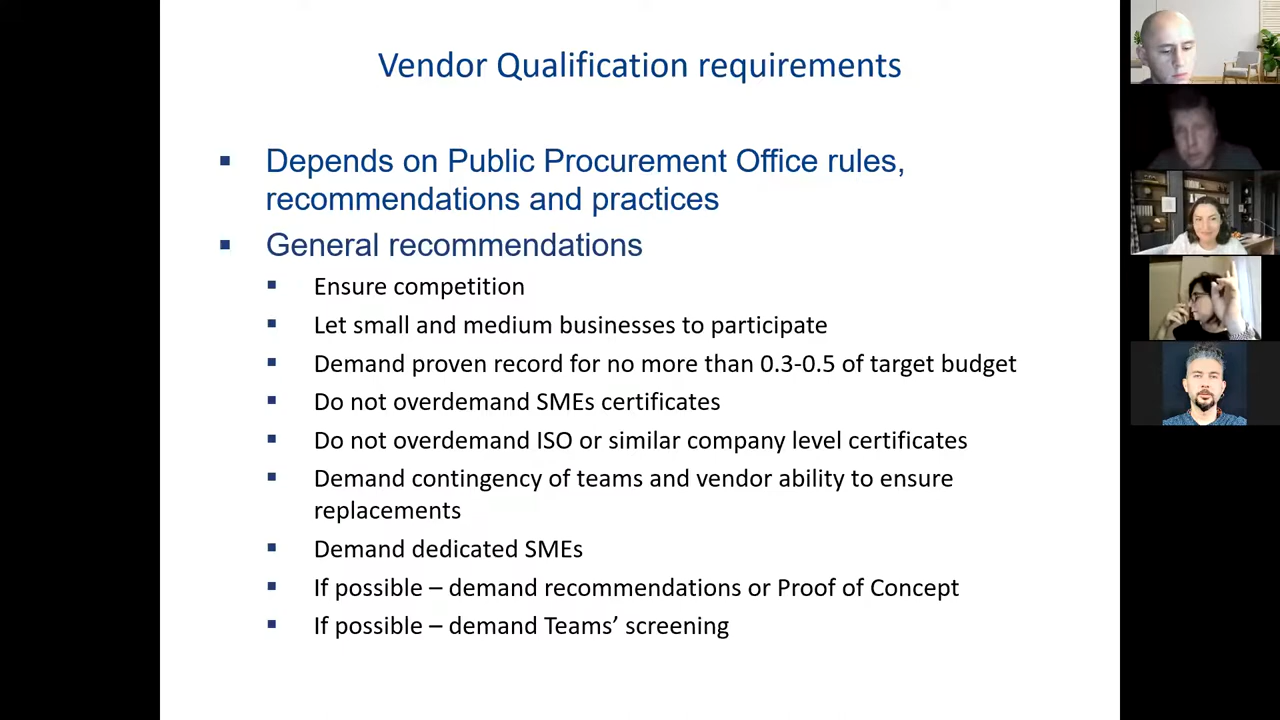 Vendor Qualification requirements
Depends on Public Procurement Office rules,
recommendations and practices
General recommendations
Ensure competition
Let small and medium businesses to participate
Demand proven record for no more than 0.3-0.5 of target budget
Do not overdemand SMEs certificates
Do not overdemand ISO or similar company level certificates
Demand contingency of teams and vendor ability to ensure
replacements
Demand dedicated SMEs
If possible – demand recommendations or Proof of Concept
If possible – demand Teams’ screening